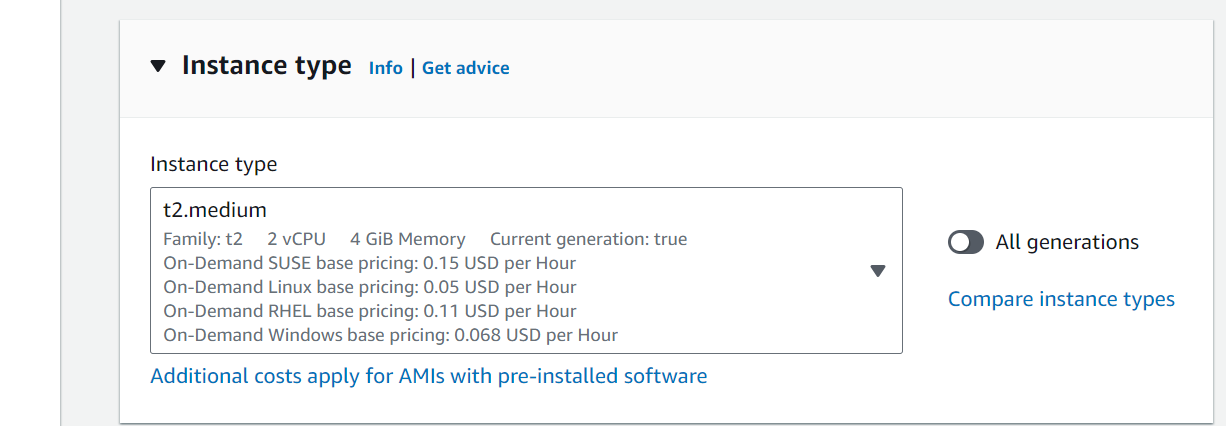 Instance type Info | Get advice
Instance type
t2.medium
Family: t2 2 vCPU 4 GiB Memory Current generation: true
On-Demand SUSE base pricing: 0.15 USD per Hour
On-Demand Linux base pricing: 0.05 USD per Hour
On-Demand RHEL base pricing: 0.11 USD per Hour
On-Demand Windows base pricing: 0.068 USD per Hour
All generations
Compare instance types
Additional costs apply for AMIs with pre-installed software